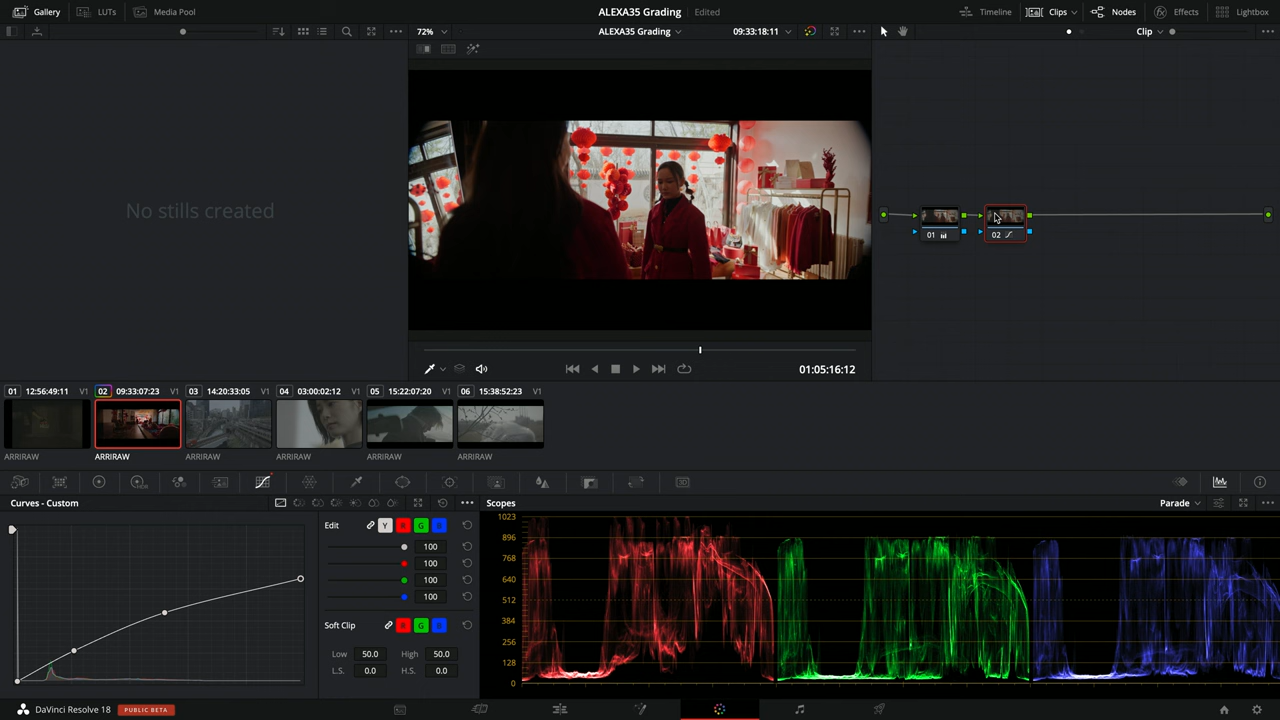 Gallery
LUTs
Media Pool
ALEXA35 Grading
Edited
Timeline
Clips
Nodes
Effects
Lightbox
72%
ALEXA35 Grading
09:33:18:11
Clip
No stills created
01
02
01:05:16:12
01 12:56:49:11 V1
02 09:33:07:23 V1
03 14:20:33:05 V1
04 03:00:02:12 V1
05 15:22:07:20 V1
06 15:38:52:23 V1
ARRIRAW
ARRIRAW
ARRIRAW
ARRIRAW
ARRIRAW
ARRIRAW
Curves - Custom
Edit
Y
R
G
B
100
100
100
100
Soft Clip
R
G
B
Low 50.0 High 50.0
L.S. 0.0 H.S. 0.0
Scopes
Parade
1023
896
768
640
512
384
256
128
0
DaVinci Resolve 18
PUBLIC BETA